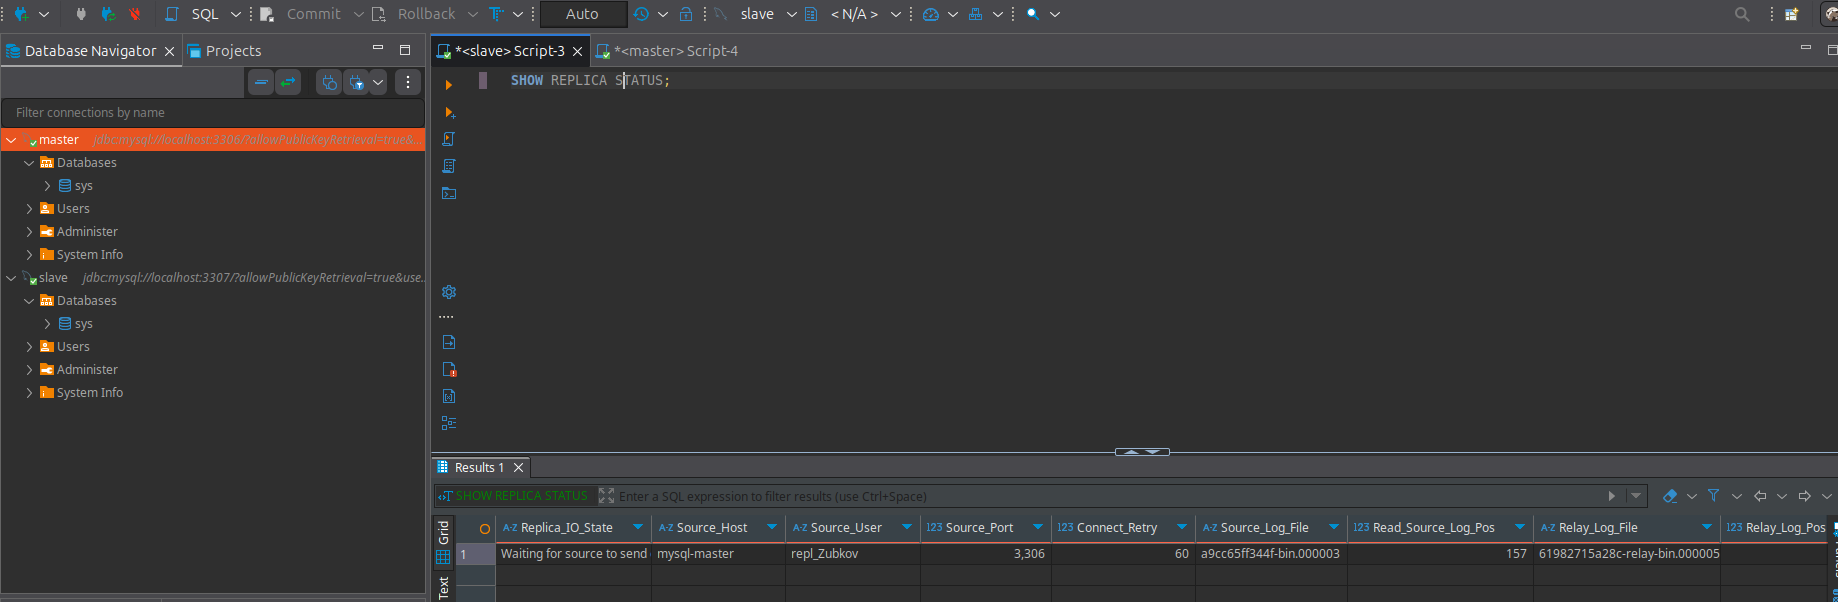 SQL Commit Rollback Auto slave < N/A >
Database Navigator Projects
*<slave> Script-3 *<master> Script-4
Filter connections by name
master jdbc:mysql://localhost:3306/?allowPublicKeyRetrieval=true&...
Databases
sys
Users
Administer
System Info
slave jdbc:mysql://localhost:3307/?allowPublicKeyRetrieval=true&use...
Databases
sys
Users
Administer
System Info
SHOW REPLICA STATUS;
Results 1
SHOW REPLICA STATUS Enter a SQL expression to filter results (use Ctrl+Space)
Grid
Text
A-Z Replica_IO_State A-Z Source_Host A-Z Source_User 123 Source_Port 123 Connect_Retry A-Z Source_Log_File 123 Read_Source_Log_Pos A-Z Relay_Log_File 123 Relay_Log_Pos
1 Waiting for source to send mysql-master repl_Zubkov 3,306 60 a9cc65ff344f-bin.000003 157 61982715a28c-relay-bin.000005